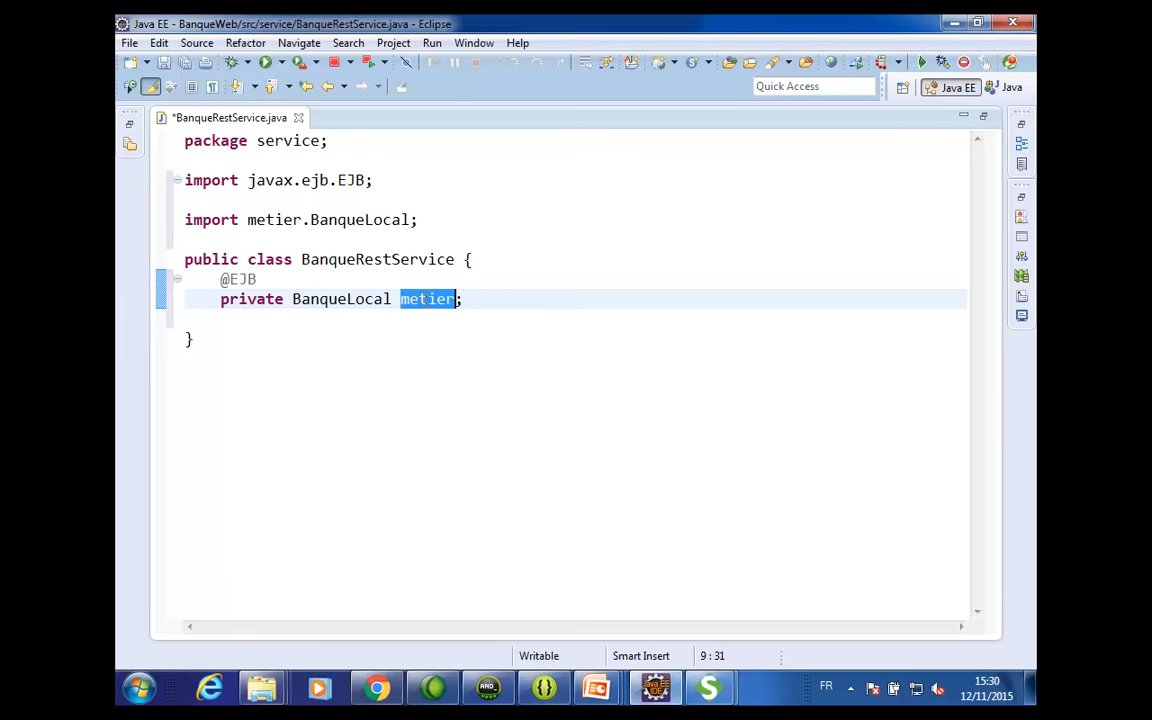 Java EE - BanqueWeb/src/service/BanqueRestService.java - Eclipse
File Edit Source Refactor Navigate Search Project Run Window Help
Quick Access
Java EE
Java
*BanqueRestService.java
package service;
import javax.ejb.EJB;
import metier.BanqueLocal;
public class BanqueRestService {
@EJB
private BanqueLocal metier;
}
Writable
Smart Insert
9 : 31
FR
15:30
12/11/2015